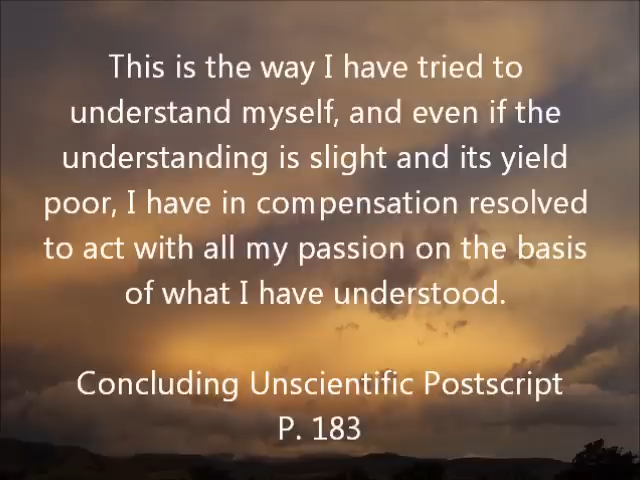 This is the way I have tried to
understand myself, and even if the
understanding is slight and its yield
poor, I have in compensation resolved
to act with all my passion on the basis
of what I have understood.
Concluding Unscientific Postscript
P. 183